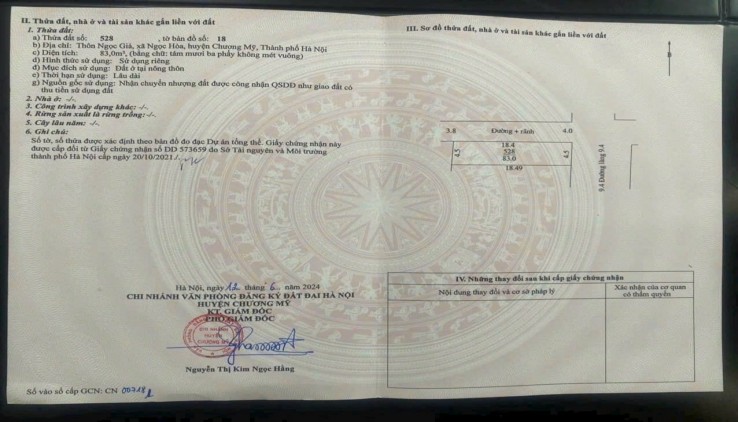 II. Thửa đất, nhà ở và tài sản khác gắn liền với đất
1. Thửa đất:
a) Thửa đất số: 528 , tờ bản đồ số: 18
b) Địa chỉ: Thôn Ngọc Giả, xã Ngọc Hòa, huyện Chương Mỹ, Thành phố Hà Nội
c) Diện tích: 83,0m², (bằng chữ: tám mươi ba phẩy không mét vuông)
d) Hình thức sử dụng: Sử dụng riêng
đ) Mục đích sử dụng: Đất ở tại nông thôn
e) Thời hạn sử dụng: Lâu dài
g) Nguồn gốc sử dụng: Nhận chuyển nhượng đất được công nhận QSDĐ như giao đất có
thu tiền sử dụng đất
2. Nhà ở: -/-
3. Công trình xây dựng khác: -/-
4. Rừng sản xuất là rừng trồng: -/-
5. Cây lâu năm: -/-
6. Ghi chú:
Số tờ, số thửa được xác định theo bản đồ đo đạc Dự án tổng thể. Giấy chứng nhận này
được cấp đổi từ Giấy chứng nhận số DD 573659 do Sở Tài nguyên và Môi trường
thành phố Hà Nội cấp ngày 20/10/2021./.
Hà Nội, ngày 12 tháng 6 năm 2024
CHI NHÁNH VĂN PHÒNG ĐĂNG KÝ ĐẤT ĐAI HÀ NỘI
HUYỆN CHƯƠNG MỸ
KT. GIÁM ĐỐC
PHÓ GIÁM ĐỐC
Nguyễn Thị Kim Ngọc Hằng
Số vào sổ cấp GCN: CN
III. Sơ đồ thửa đất, nhà ở và tài sản khác gắn liền với đất
3.8 Đường + rãnh 4.0
18.4
4.5 528 4.5
83.0
18.49
9.4 Đường làng 9.4
IV. Những thay đổi sau khi cấp giấy chứng nhận
Nội dung thay đổi và cơ sở pháp lý
Xác nhận của cơ quan
có thẩm quyền